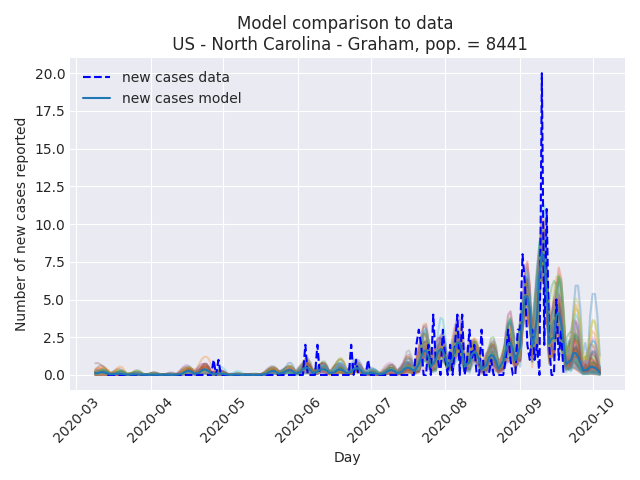 Model comparison to data
US - North Carolina - Graham, pop. = 8441
new cases data
new cases model
Number of new cases reported
20.0
17.5
15.0
12.5
10.0
7.5
5.0
2.5
0.0
2020-03
2020-04
2020-05
2020-06
2020-07
2020-08
2020-09
2020-10
Day